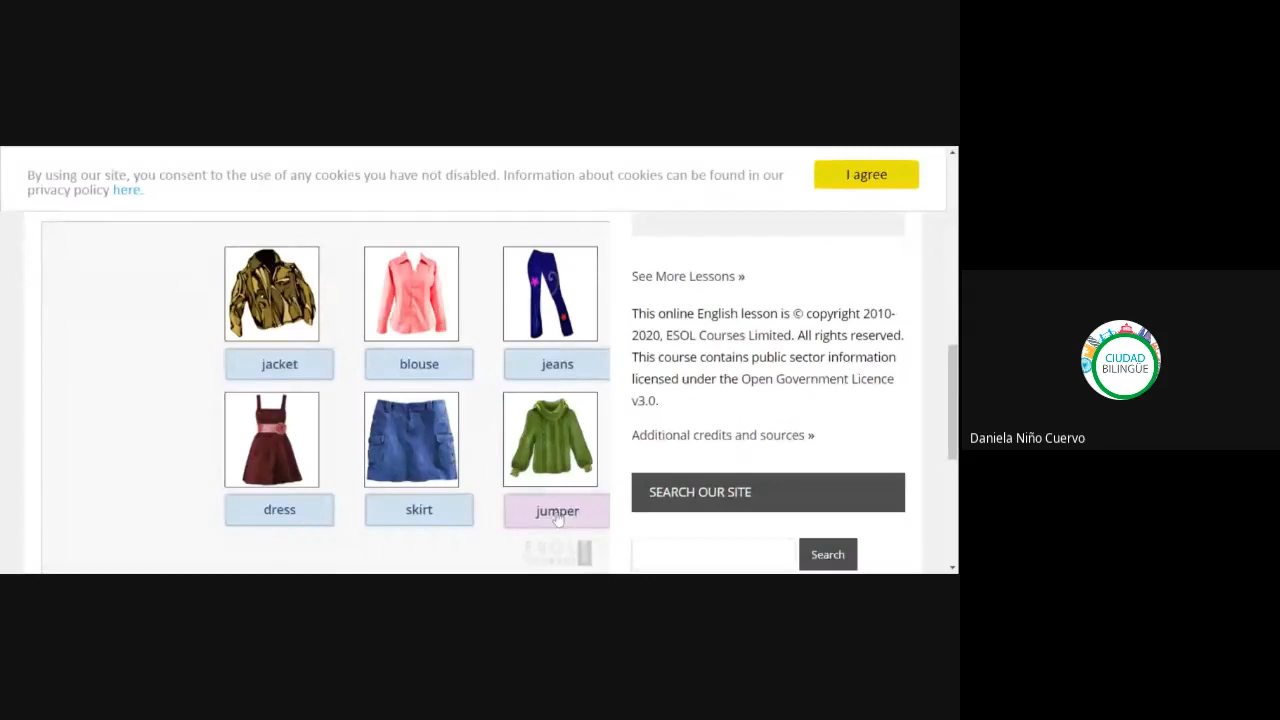 By using our site, you consent to the use of any cookies you have not disabled. Information about cookies can be found in our
privacy policy here.
I agree
jacket
blouse
jeans
dress
skirt
jumper
See More Lessons »
This online English lesson is © copyright 2010-
2020, ESOL Courses Limited. All rights reserved.
This course contains public sector information
licensed under the Open Government Licence
v3.0.
Additional credits and sources »
SEARCH OUR SITE
Search
CIUDAD
BILINGÜE
Daniela Niño Cuervo